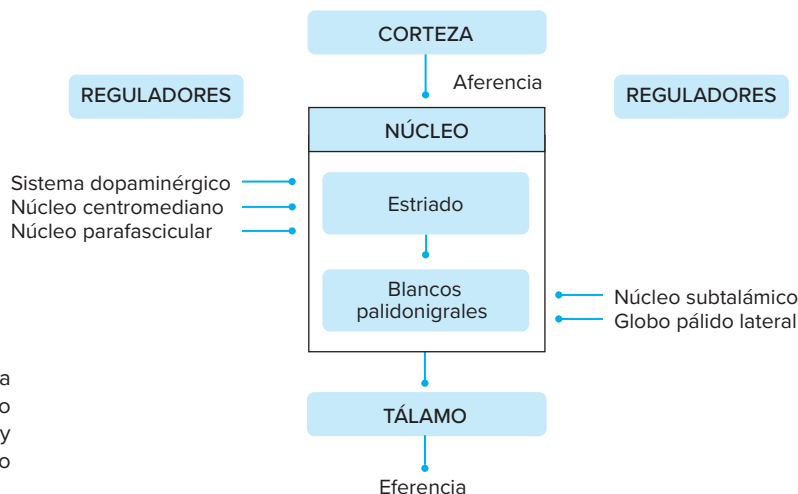 CORTEZA
Aferencia
REGULADORES
REGULADORES
NÚCLEO
Sistema dopaminérgico
Núcleo centromediano
Núcleo parafascicular
Estriado
Blancos
palidonigrales
Núcleo subtalámico
Globo pálido lateral
a
o
y
o
TÁLAMO
Eferencia